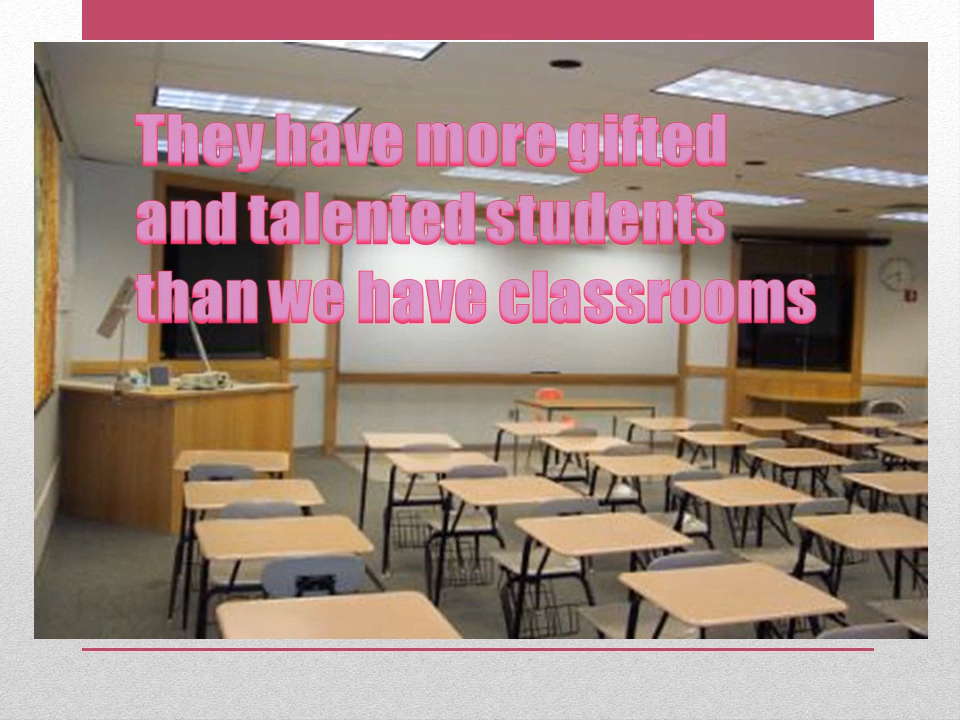 They have more gifted
and talented students
than we have classrooms